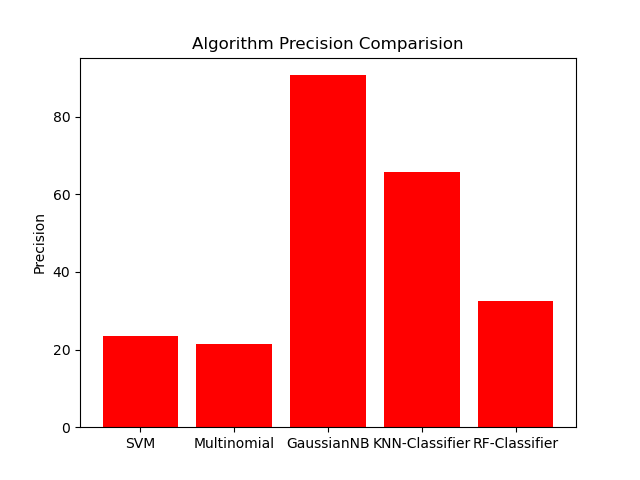 Algorithm Precision Comparision
Precision
80
60
40
20
0
SVM Multinomial GaussianNB KNN-Classifier RF-Classifier